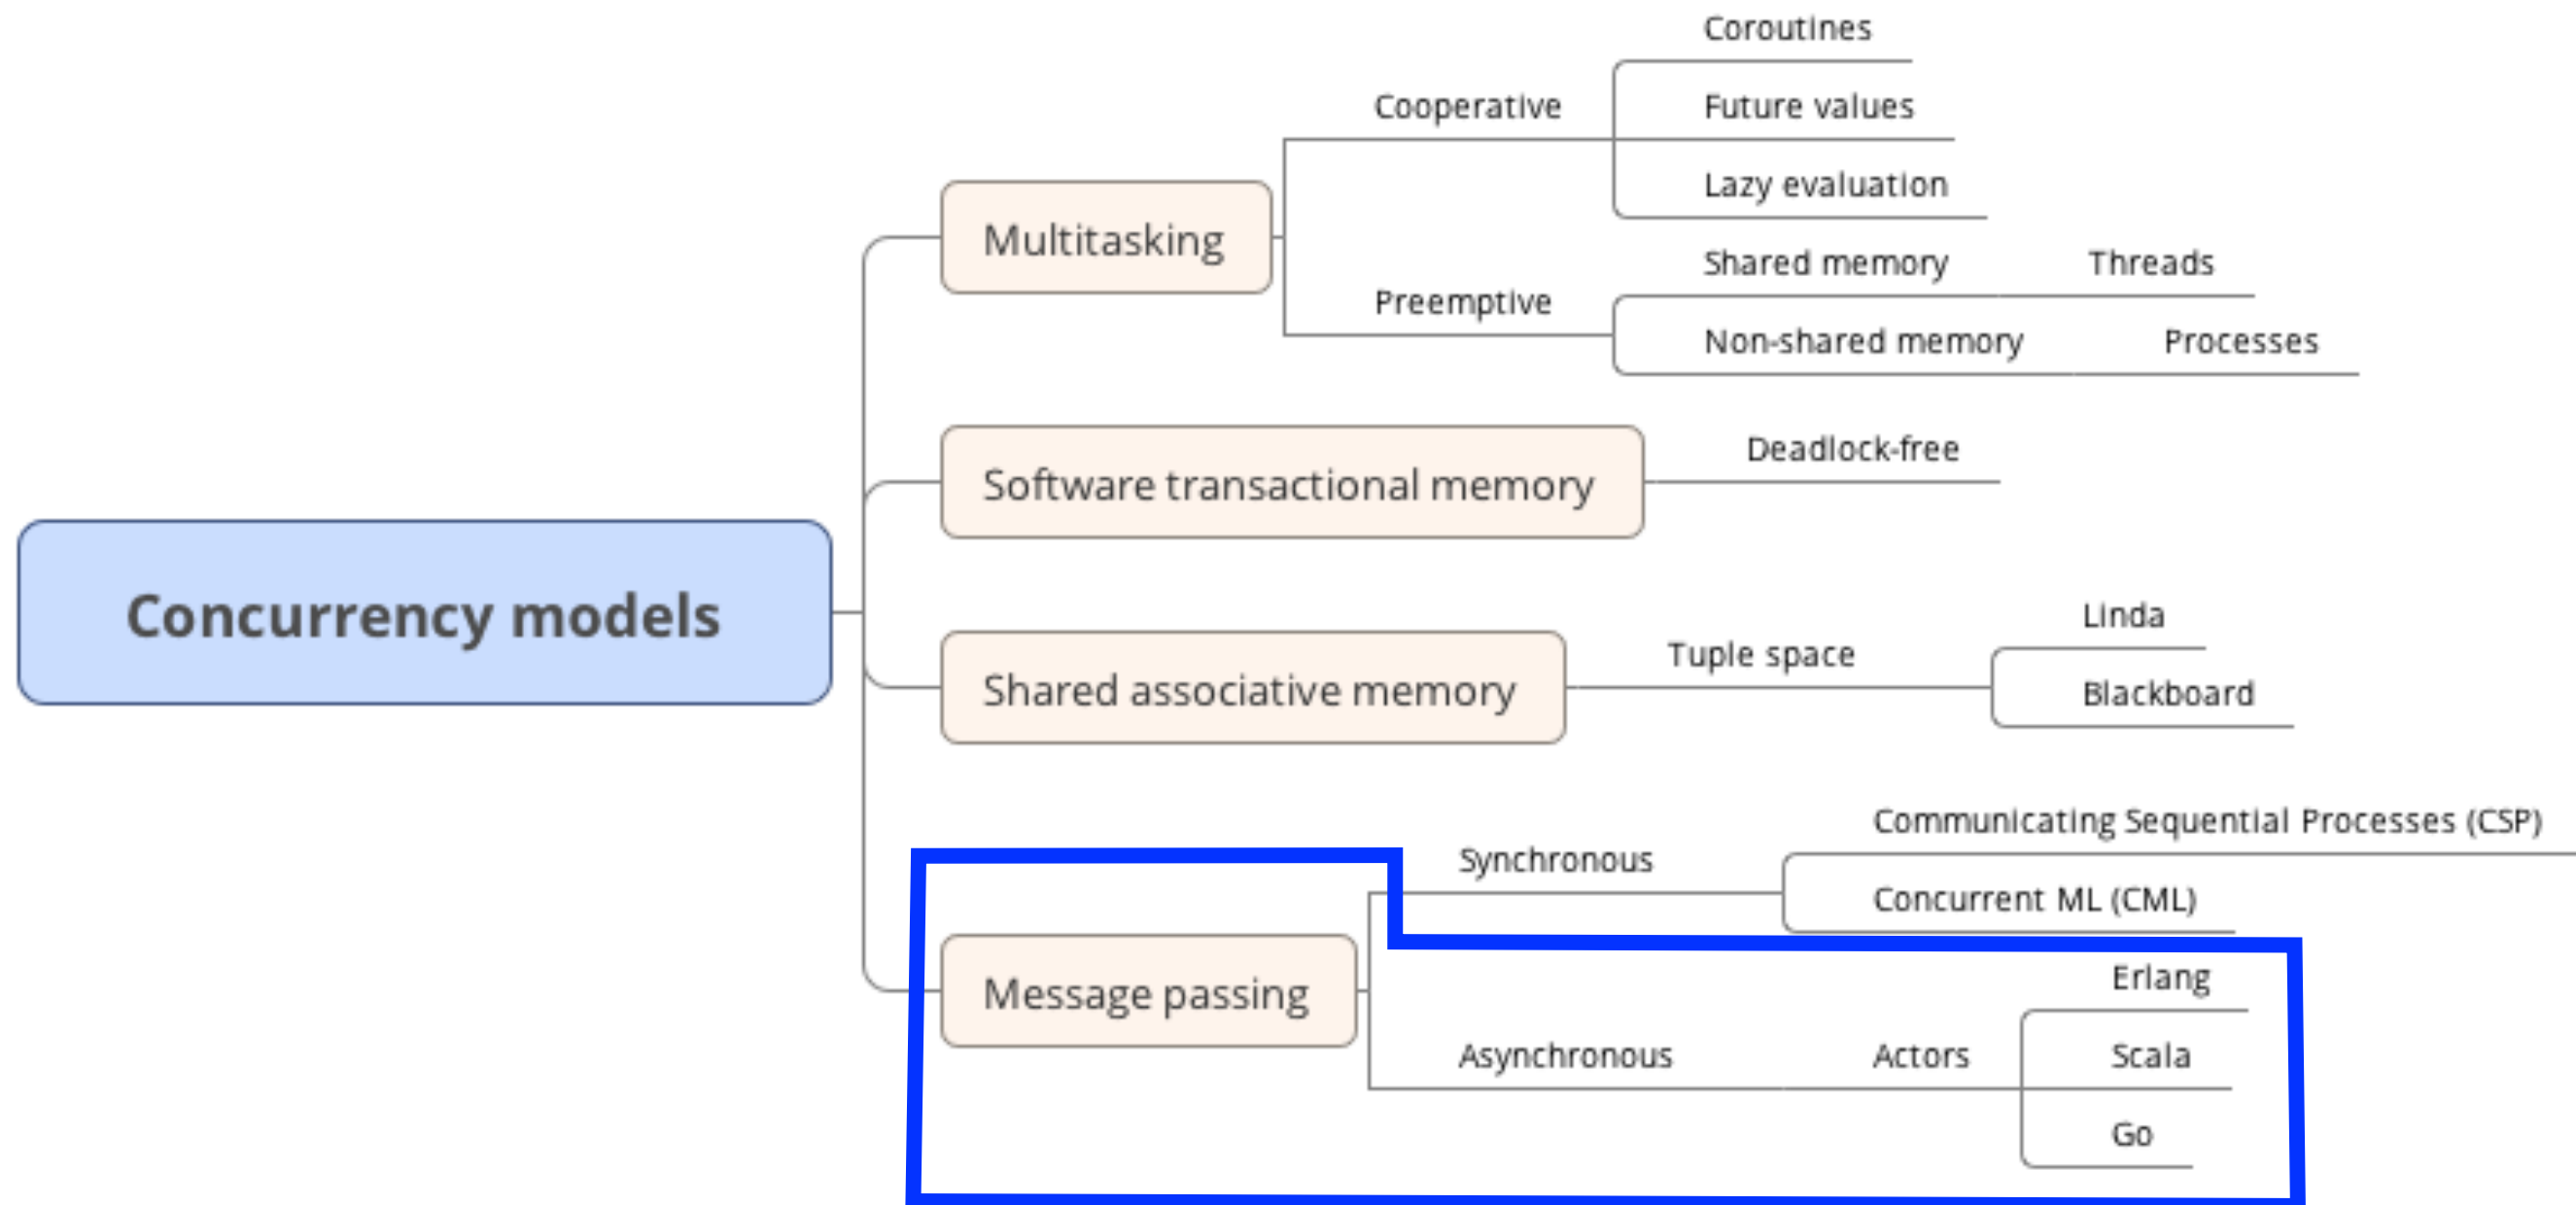 Concurrency models
Multitasking
Cooperative
Coroutines
Future values
Lazy evaluation
Preemptive
Shared memory
Threads
Non-shared memory
Processes
Software transactional memory
Deadlock-free
Shared associative memory
Tuple space
Linda
Blackboard
Message passing
Synchronous
Communicating Sequential Processes (CSP)
Concurrent ML (CML)
Asynchronous
Actors
Erlang
Scala
Go